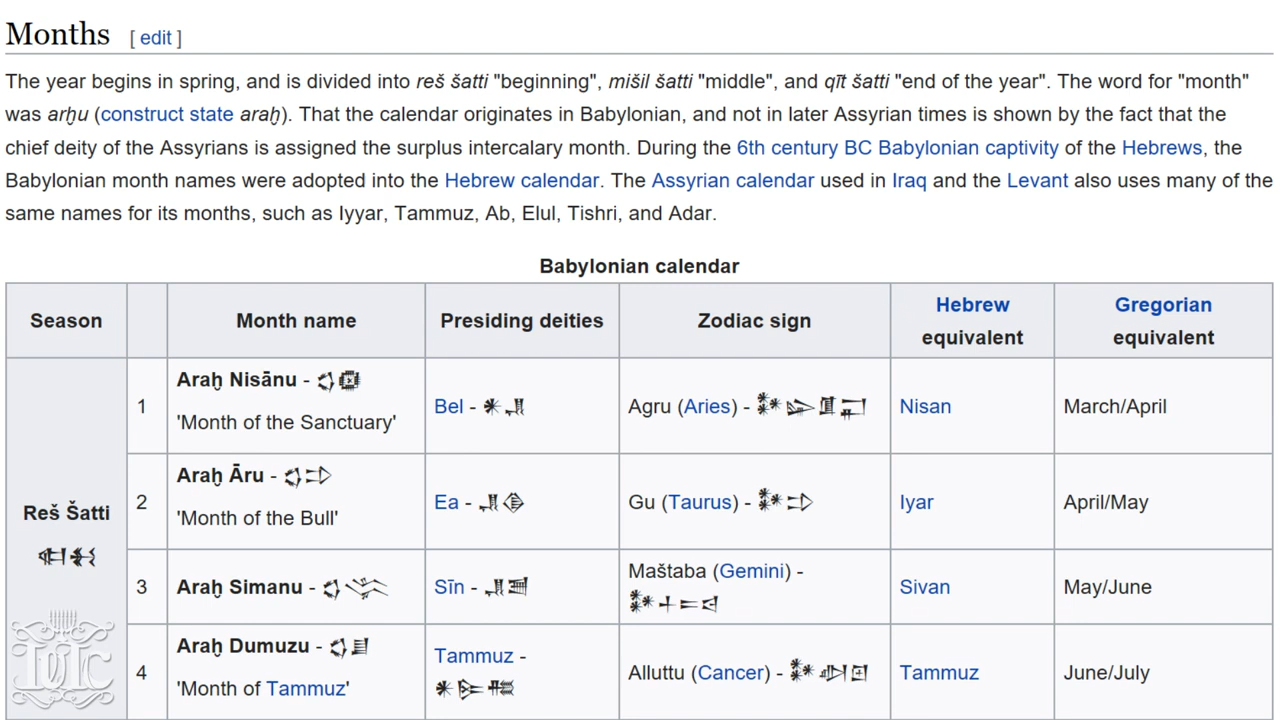 Months [ edit ]
The year begins in spring, and is divided into reš šatti "beginning", mišil šatti "middle", and qīt šatti "end of the year". The word for "month"
was arḫu (construct state araḫ). That the calendar originates in Babylonian, and not in later Assyrian times is shown by the fact that the
chief deity of the Assyrians is assigned the surplus intercalary month. During the 6th century BC Babylonian captivity of the Hebrews, the
Babylonian month names were adopted into the Hebrew calendar. The Assyrian calendar used in Iraq and the Levant also uses many of the
same names for its months, such as Iyyar, Tammuz, Ab, Elul, Tishri, and Adar.
Babylonian calendar
Season Month name Presiding deities Zodiac sign Hebrew equivalent Gregorian equivalent
Reš Šatti
1
Araḫ Nisānu -
'Month of the Sanctuary'
Bel -
Agru (Aries) -
Nisan
March/April
2
Araḫ Āru -
'Month of the Bull'
Ea -
Gu (Taurus) -
Iyar
April/May
3
Araḫ Simanu -
Sīn -
Maštaba (Gemini) -
Sivan
May/June
4
Araḫ Dumuzu -
'Month of Tammuz'
Tammuz -
Alluttu (Cancer) -
Tammuz
June/July